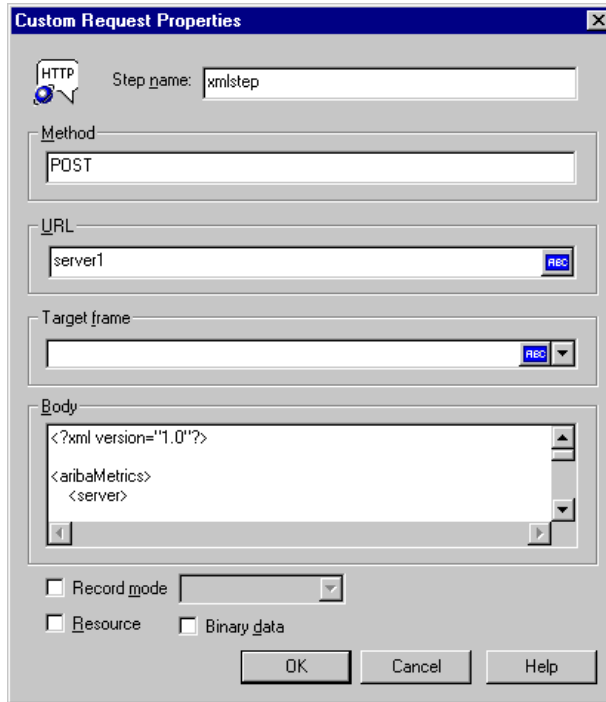 Custom Request Properties
HTTP
Step name: xmlstep
Method
POST
URL
server1 ABC
Target frame
ABC
Body
<?xml version="1.0"?>
<aribaMetrics>
<server>
Record mode
Resource Binary data
OK Cancel Help